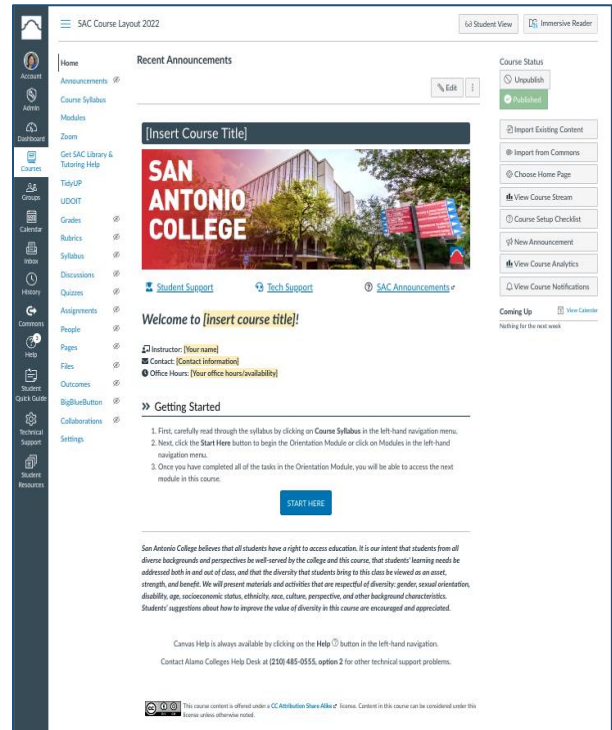 SAC Course Layout 2022
Student View
Immersive Reader
Account
Admin
Dashboard
Courses
Groups
Calendar
Inbox
History
Commons
Help
Student
Quick Guide
Technical
Support
Student
Resources
Home
Announcements
Course Syllabus
Modules
Zoom
Get SAC Library &
Tutoring Help
TidyUP
UDOIT
Grades
Rubrics
Syllabus
Discussions
Quizzes
Assignments
People
Pages
Files
Outcomes
BigBlueButton
Collaborations
Settings
Recent Announcements
Edit
[Insert Course Title]
SAN
ANTONIO
COLLEGE
Student Support
Tech Support
SAC Announcements
Welcome to [insert course title]!
Instructor: [Your name]
Contact: [Contact information]
Office Hours: [Your office hours/availability]
» Getting Started
1. First, carefully read through the syllabus by clicking on Course Syllabus in the left-hand navigation menu.
2. Next, click the Start Here button to begin the Orientation Module or click on Modules in the left-hand
navigation menu.
3. Once you have completed all of the tasks in the Orientation Module, you will be able to access the next
module in this course.
START HERE
San Antonio College believes that all students have a right to access education. It is our intent that students from all
diverse backgrounds and perspectives be well-served by the college and this course, that students' learning needs be
addressed both in and out of class, and that the diversity that students bring to this class be viewed as an asset,
strength, and benefit. We will present materials and activities that are respectful of diversity: gender, sexual orientation,
disability, age, socioeconomic status, ethnicity, race, culture, perspective, and other background characteristics.
Students' suggestions about how to improve the value of diversity in this course are encouraged and appreciated.
Canvas Help is always available by clicking on the Help button in the left-hand navigation.
Contact Alamo Colleges Help Desk at (210) 485-0555, option 2 for other technical support problems.
This course content is offered under a CC Attribution Share Alike license. Content in this course can be considered under this
license unless otherwise noted.
Course Status
Unpublish
Published
Import Existing Content
Import from Commons
Choose Home Page
View Course Stream
Course Setup Checklist
New Announcement
View Course Analytics
View Course Notifications
Coming Up
View Calendar
Nothing for the next week